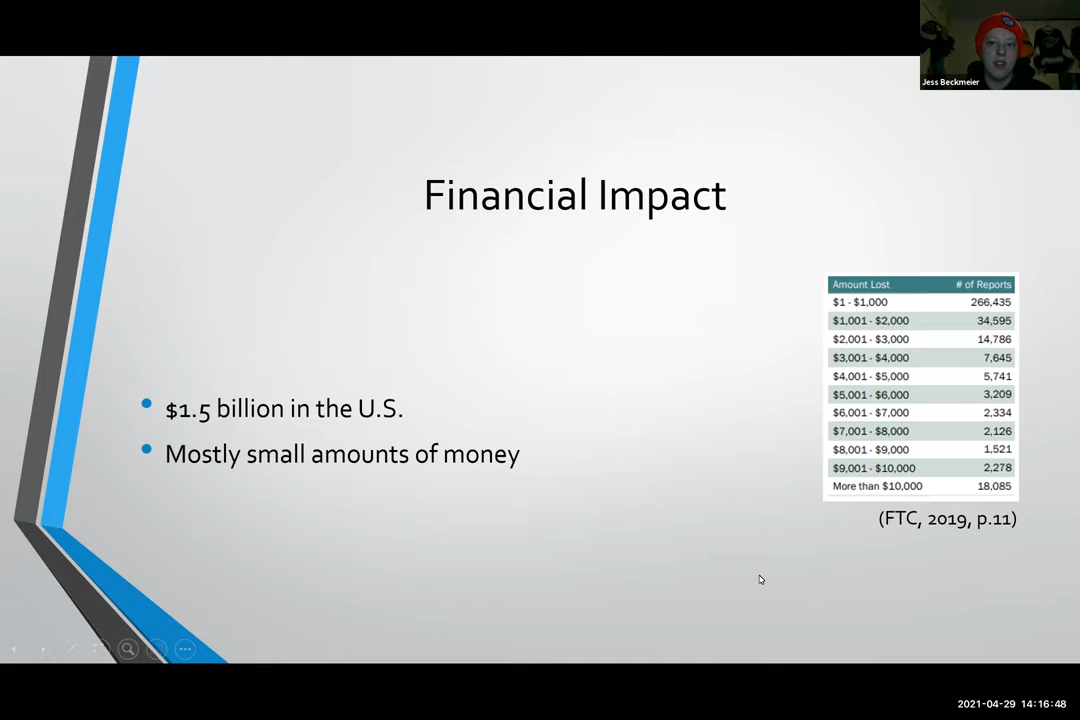 Jess Beckmeier
Financial Impact
$1.5 billion in the U.S.
Mostly small amounts of money
Amount Lost # of Reports
$1 - $1,000 266,435
$1,001 - $2,000 34,595
$2,001 - $3,000 14,786
$3,001 - $4,000 7,645
$4,001 - $5,000 5,741
$5,001 - $6,000 3,209
$6,001 - $7,000 2,334
$7,001 - $8,000 2,126
$8,001 - $9,000 1,521
$9,001 - $10,000 2,278
More than $10,000 18,085
(FTC, 2019, p.11)
2021-04-29 14:16:48